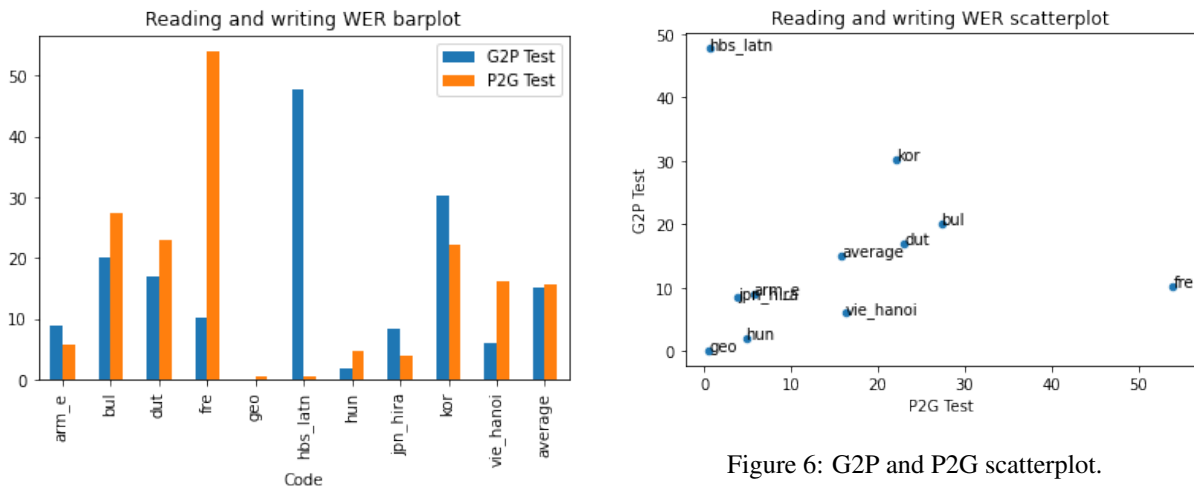 Reading and writing WER barplot
G2P Test
P2G Test
50
40
30
20
10
0
arm_e
bul
dut
fre
geo
hbs_latn
hun
jpn_hira
kor
vie_hanoi
average
Code
Reading and writing WER scatterplot
50
40
30
20
10
0
G2P Test
hbs_latn
kor
bul
dut
average
arm_e
jpn_hira
fre
vie_hanoi
hun
geo
0 10 20 30 40 50
P2G Test
Figure 6: G2P and P2G scatterplot.